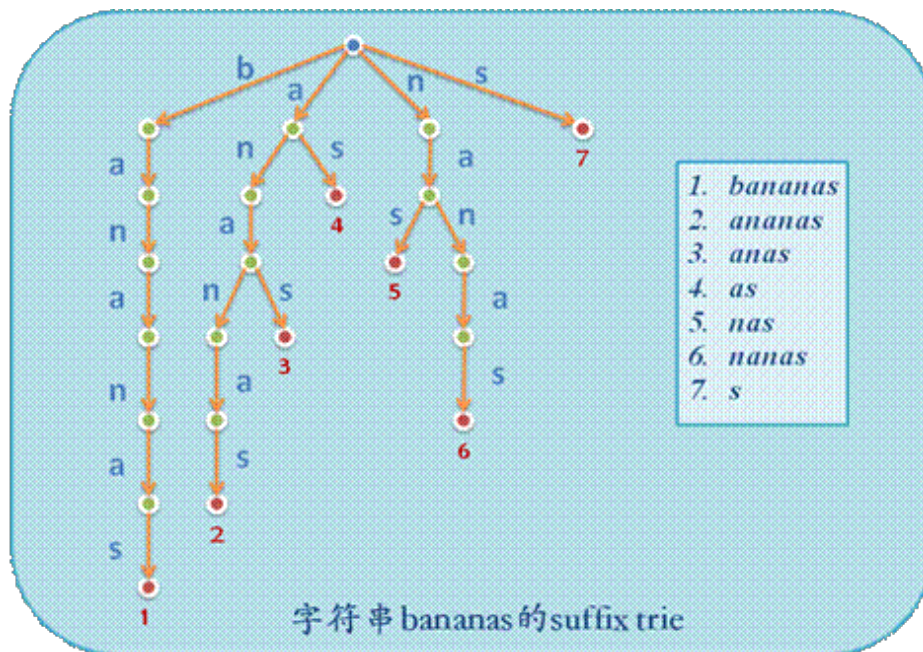 b a n s
a n s a
n a s n
7
4
a n s 5 a
3
n a s
6
a s
2
s
1
1. bananas
2. ananas
3. anas
4. as
5. nas
6. nanas
7. s
字符串bananas的suffix trie